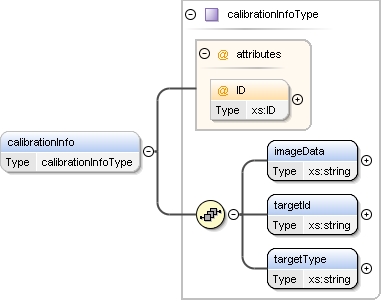 calibrationInfoType
@ attributes
@ ID
Type xs:ID
calibrationInfo
Type calibrationInfoType
imageData
Type xs:string
targetId
Type xs:string
targetType
Type xs:string